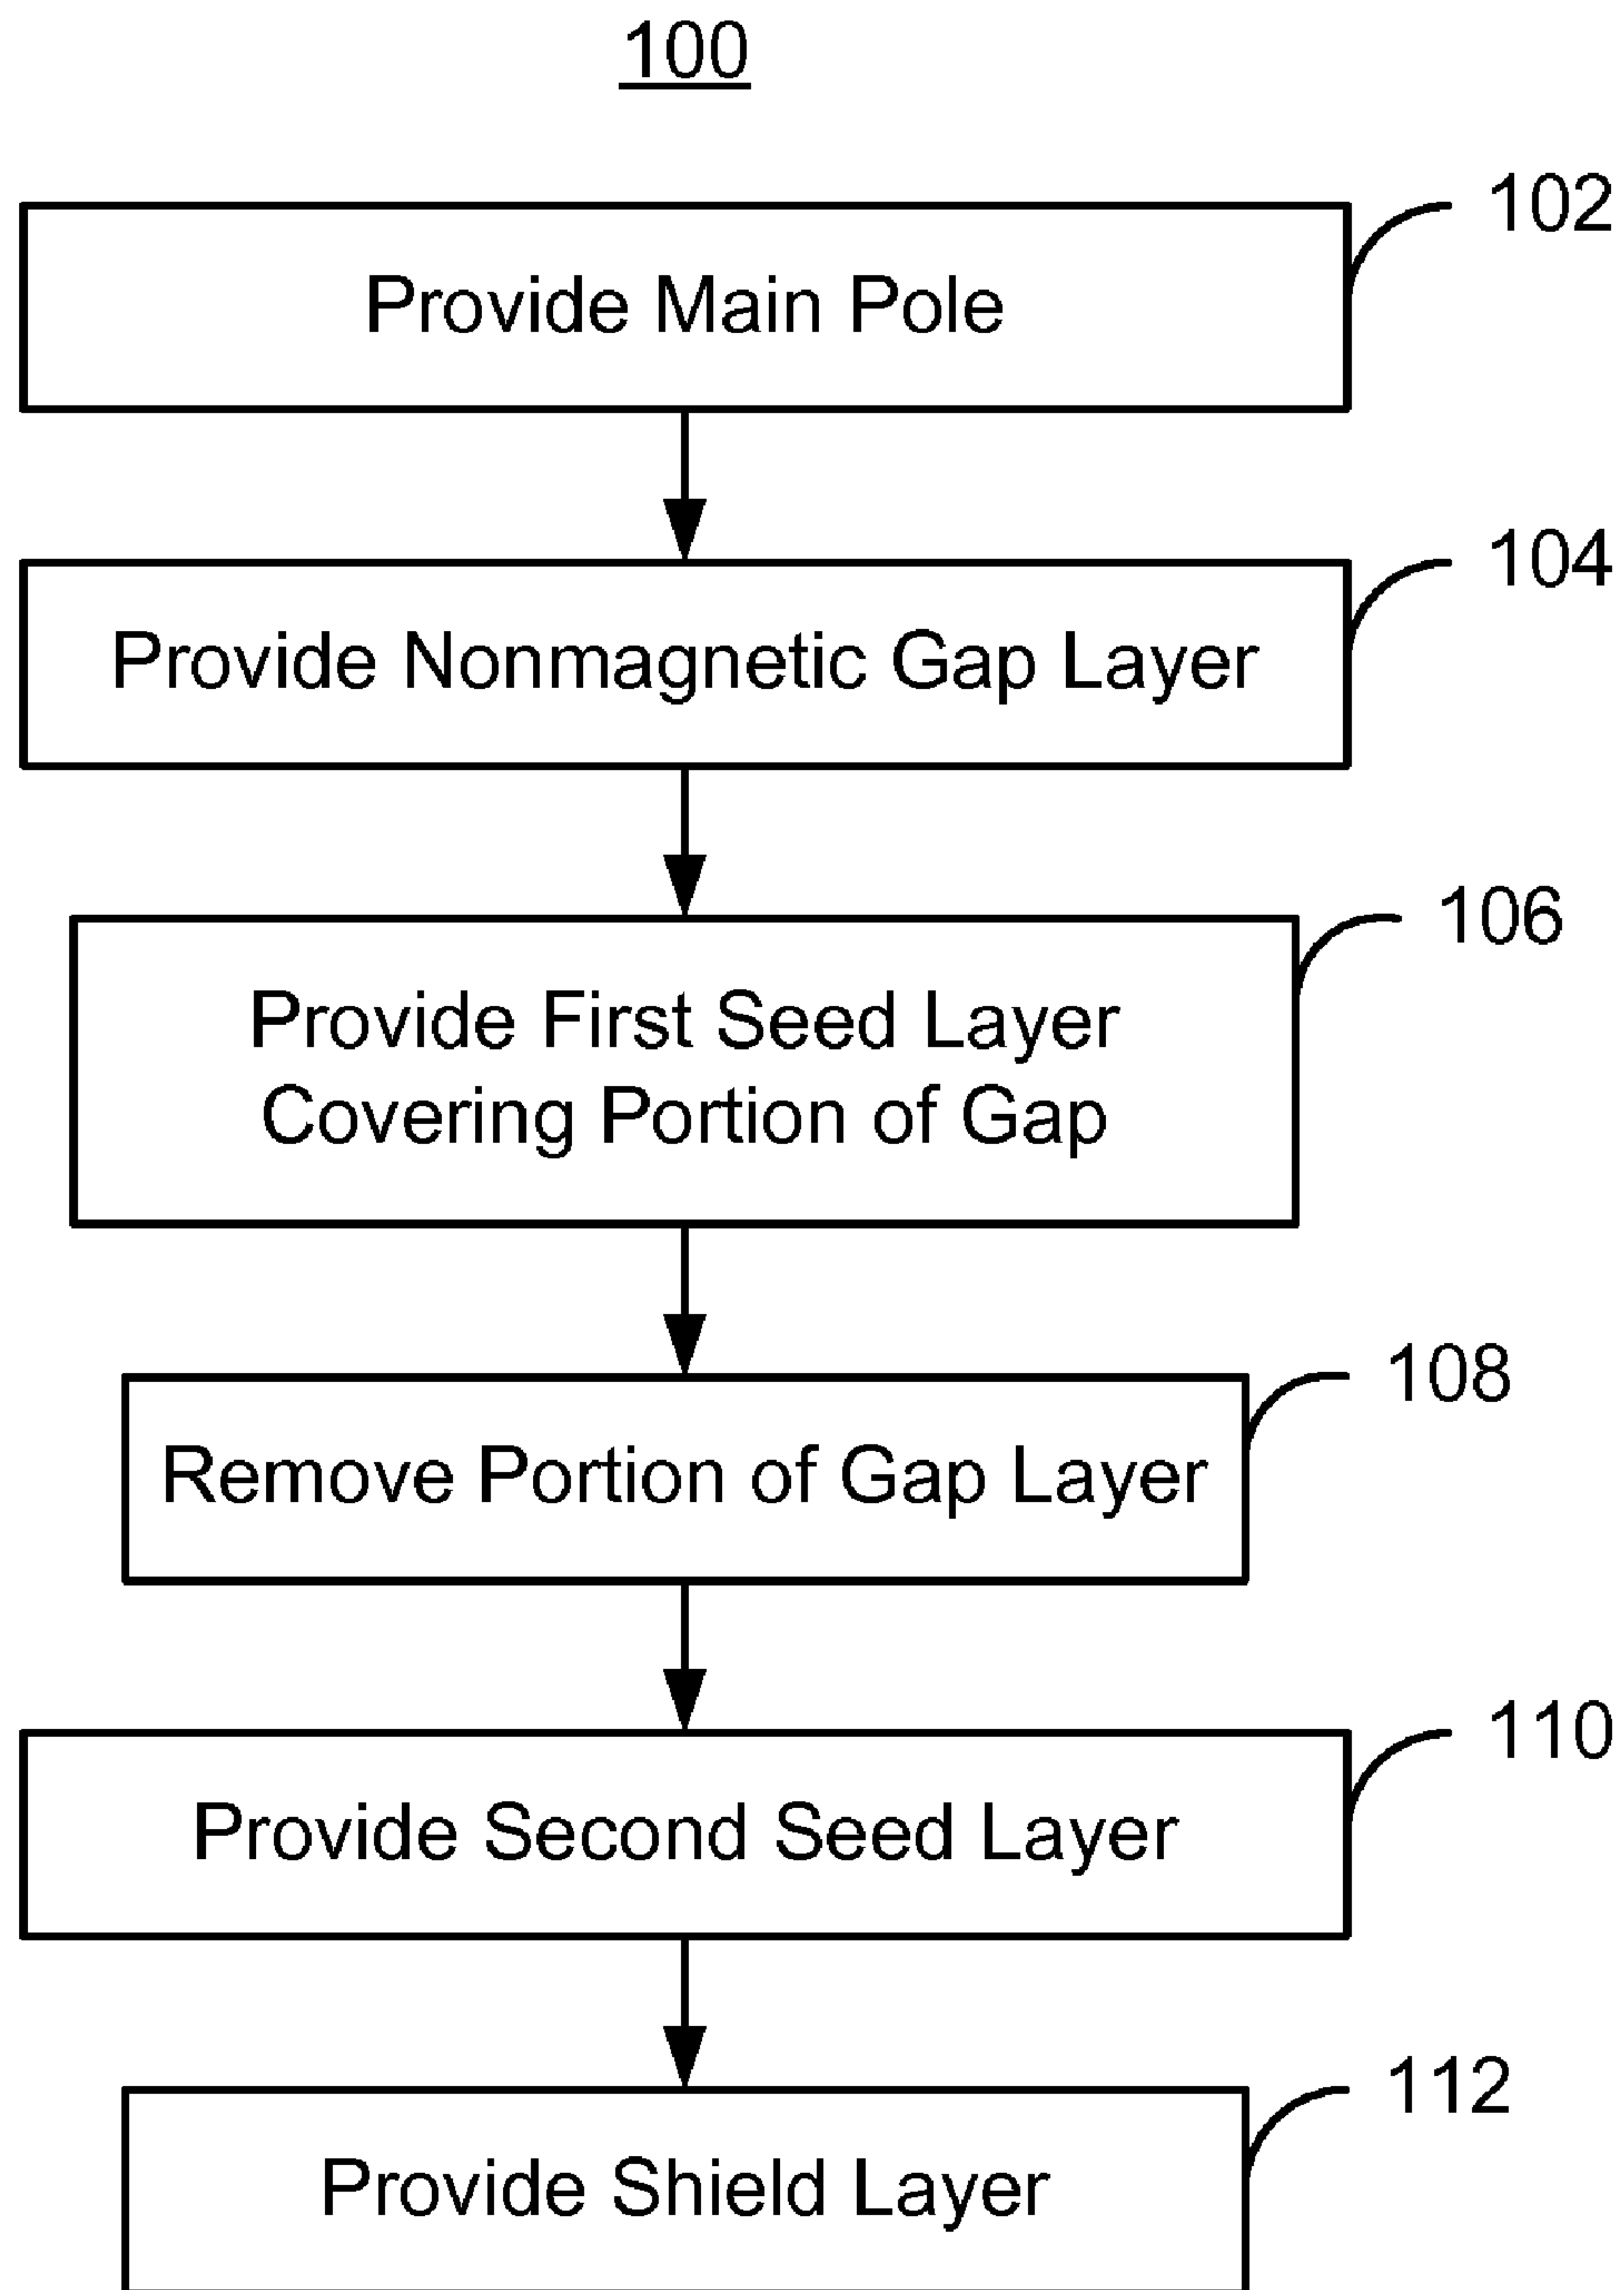 100
102
Provide Main Pole
104
Provide Nonmagnetic Gap Layer
106
Provide First Seed Layer
Covering Portion of Gap
108
Remove Portion of Gap Layer
110
Provide Second Seed Layer
112
Provide Shield Layer